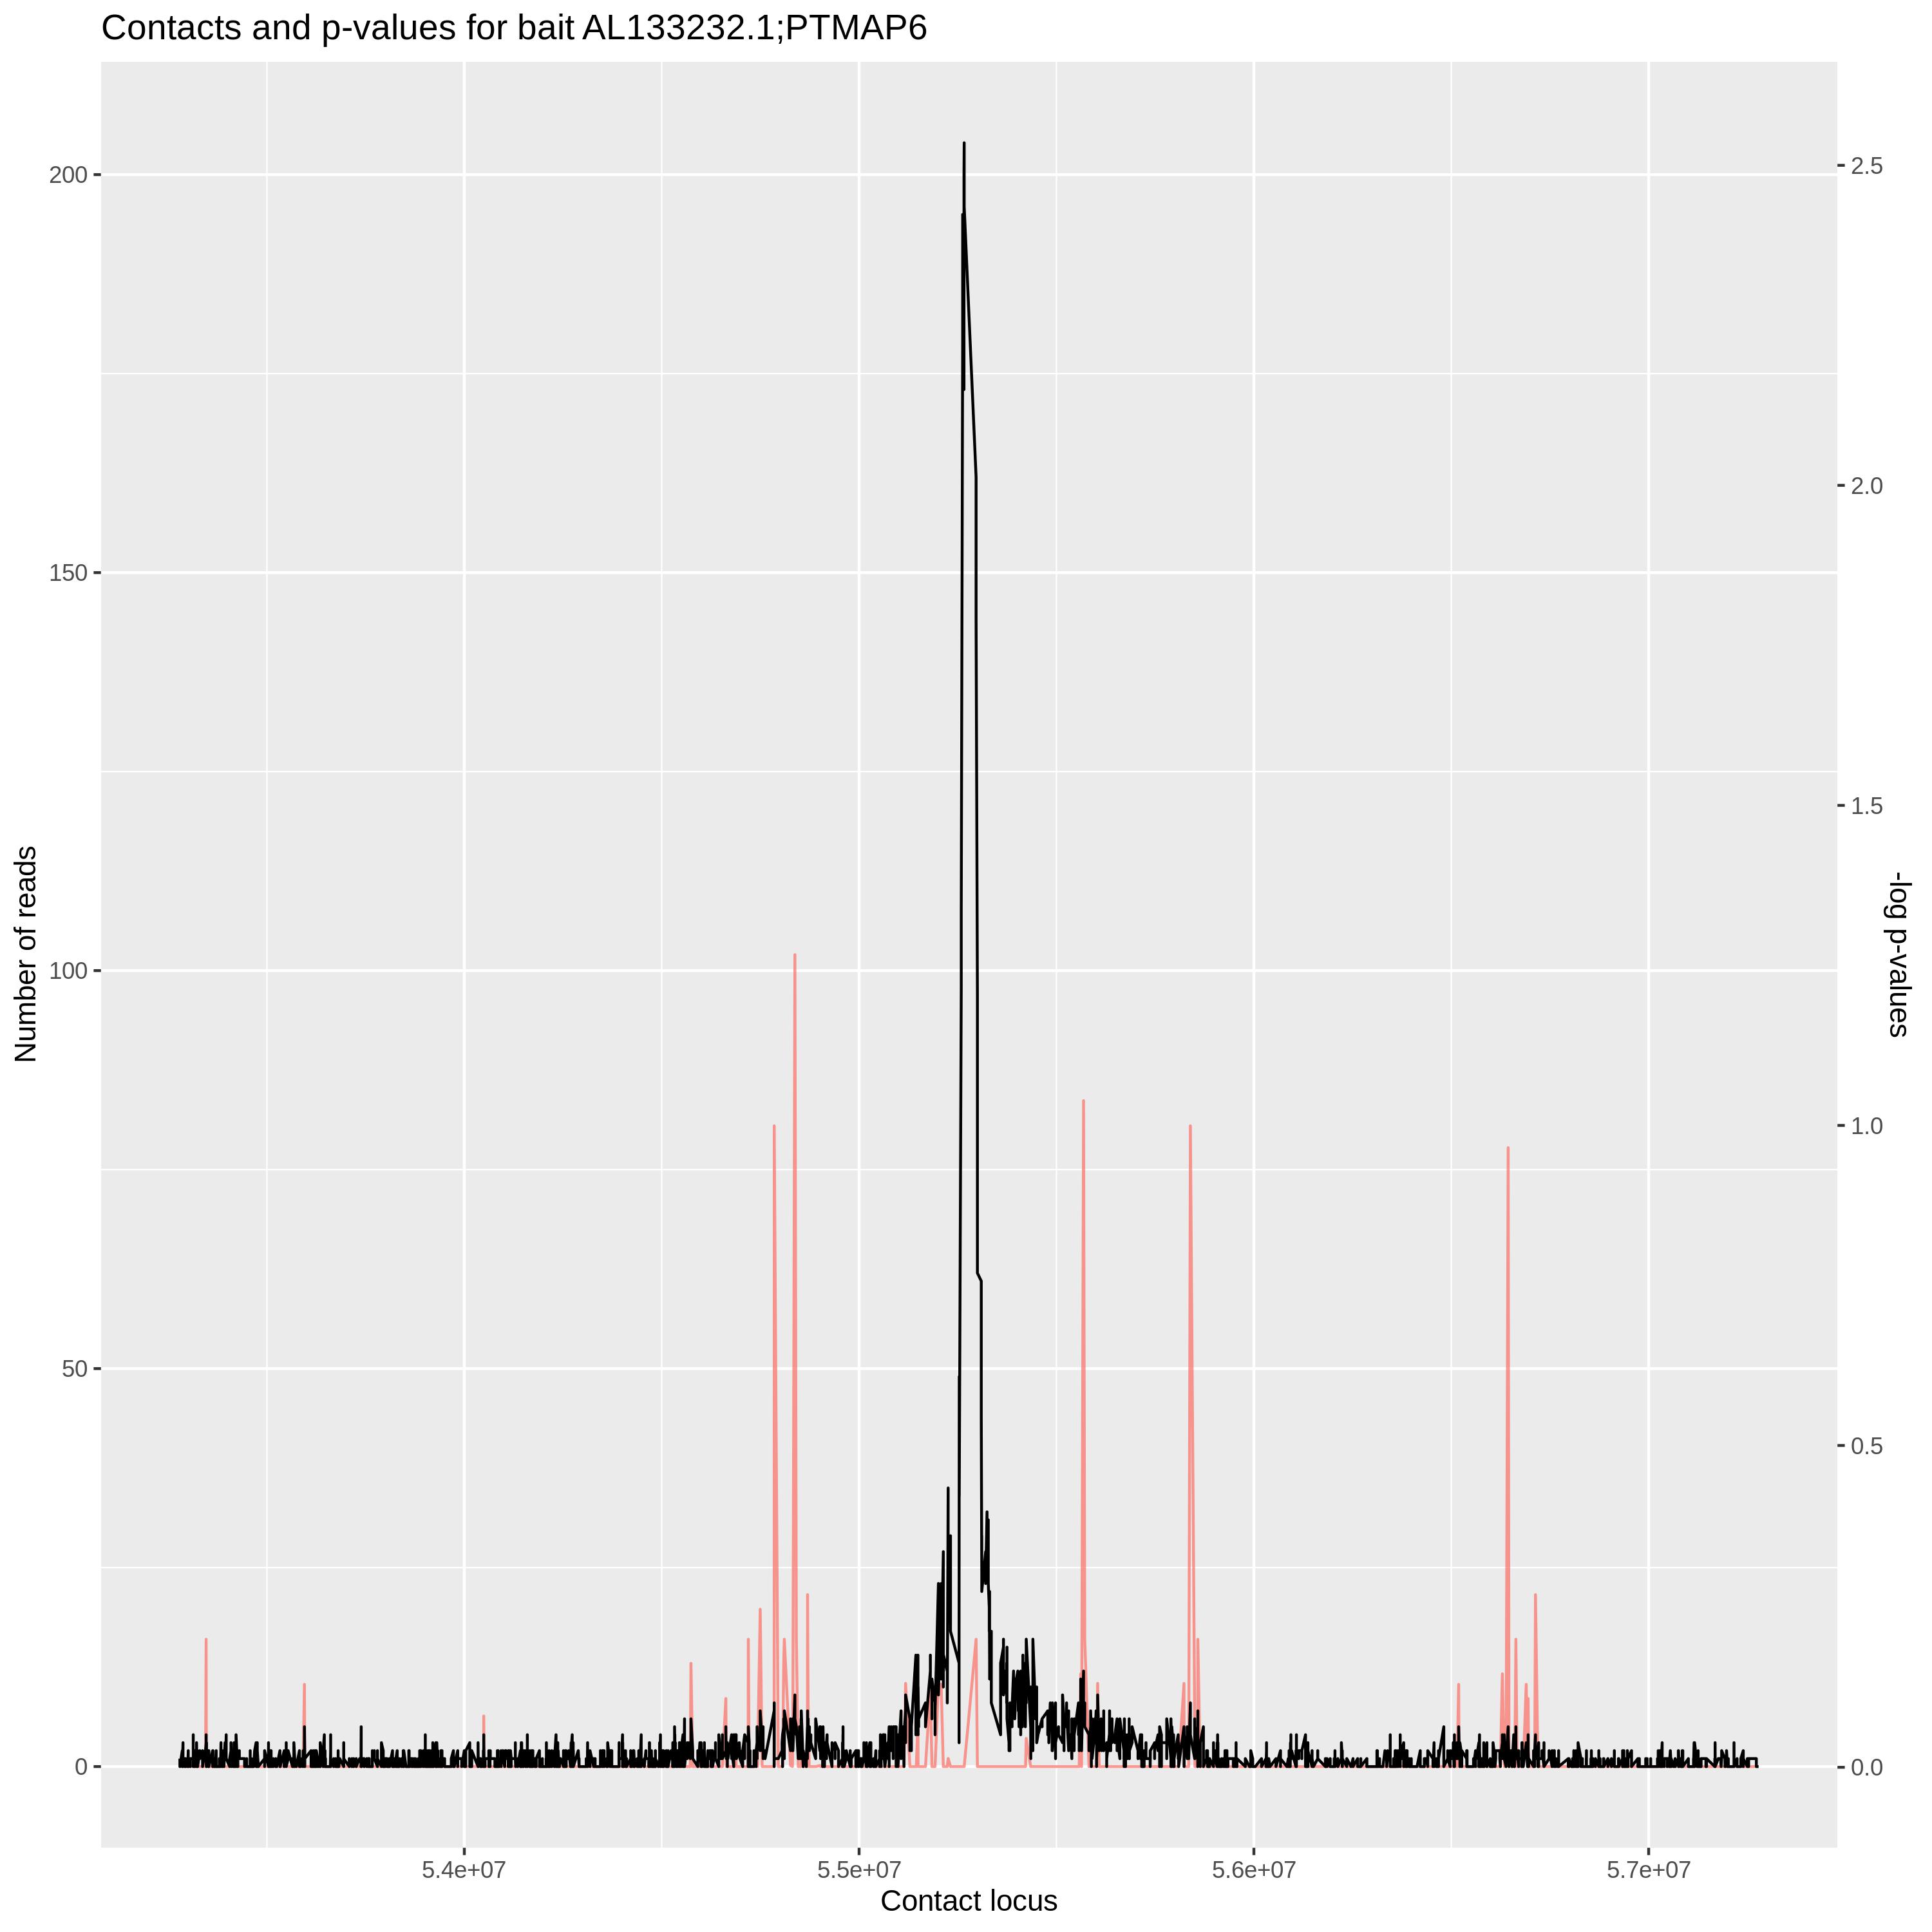 Contacts and p-values for bait AL133232.1;PTMAP6
200
150
100
50
0
Number of reads
2.5
2.0
1.5
1.0
0.5
0.0
-log p-values
5.4e+07 5.5e+07 5.6e+07 5.7e+07
Contact locus